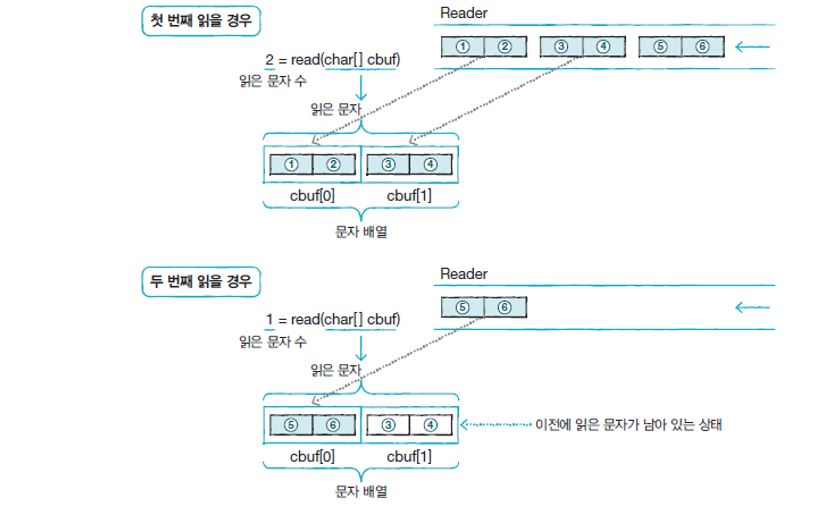 첫 번째 읽을 경우
Reader
① ② ③ ④ ⑤ ⑥
2 = read(char[] cbuf)
읽은 문자 수
읽은 문자
① ② ③ ④
cbuf[0] cbuf[1]
문자 배열
두 번째 읽을 경우
Reader
⑤ ⑥
1 = read(char[] cbuf)
읽은 문자 수
읽은 문자
⑤ ⑥ ③ ④ 이전에 읽은 문자가 남아 있는 상태
cbuf[0] cbuf[1]
문자 배열